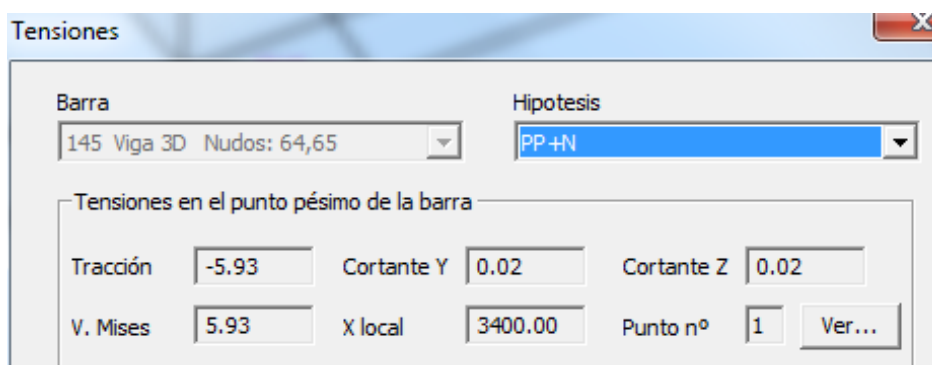 Tensiones
Barra Hipotesis
145 Viga 3D Nudos: 64,65 PP+N
Tensiones en el punto pésimo de la barra
Tracción -5.93 Cortante Y 0.02 Cortante Z 0.02
V. Mises 5.93 X local 3400.00 Punto nº 1 Ver...